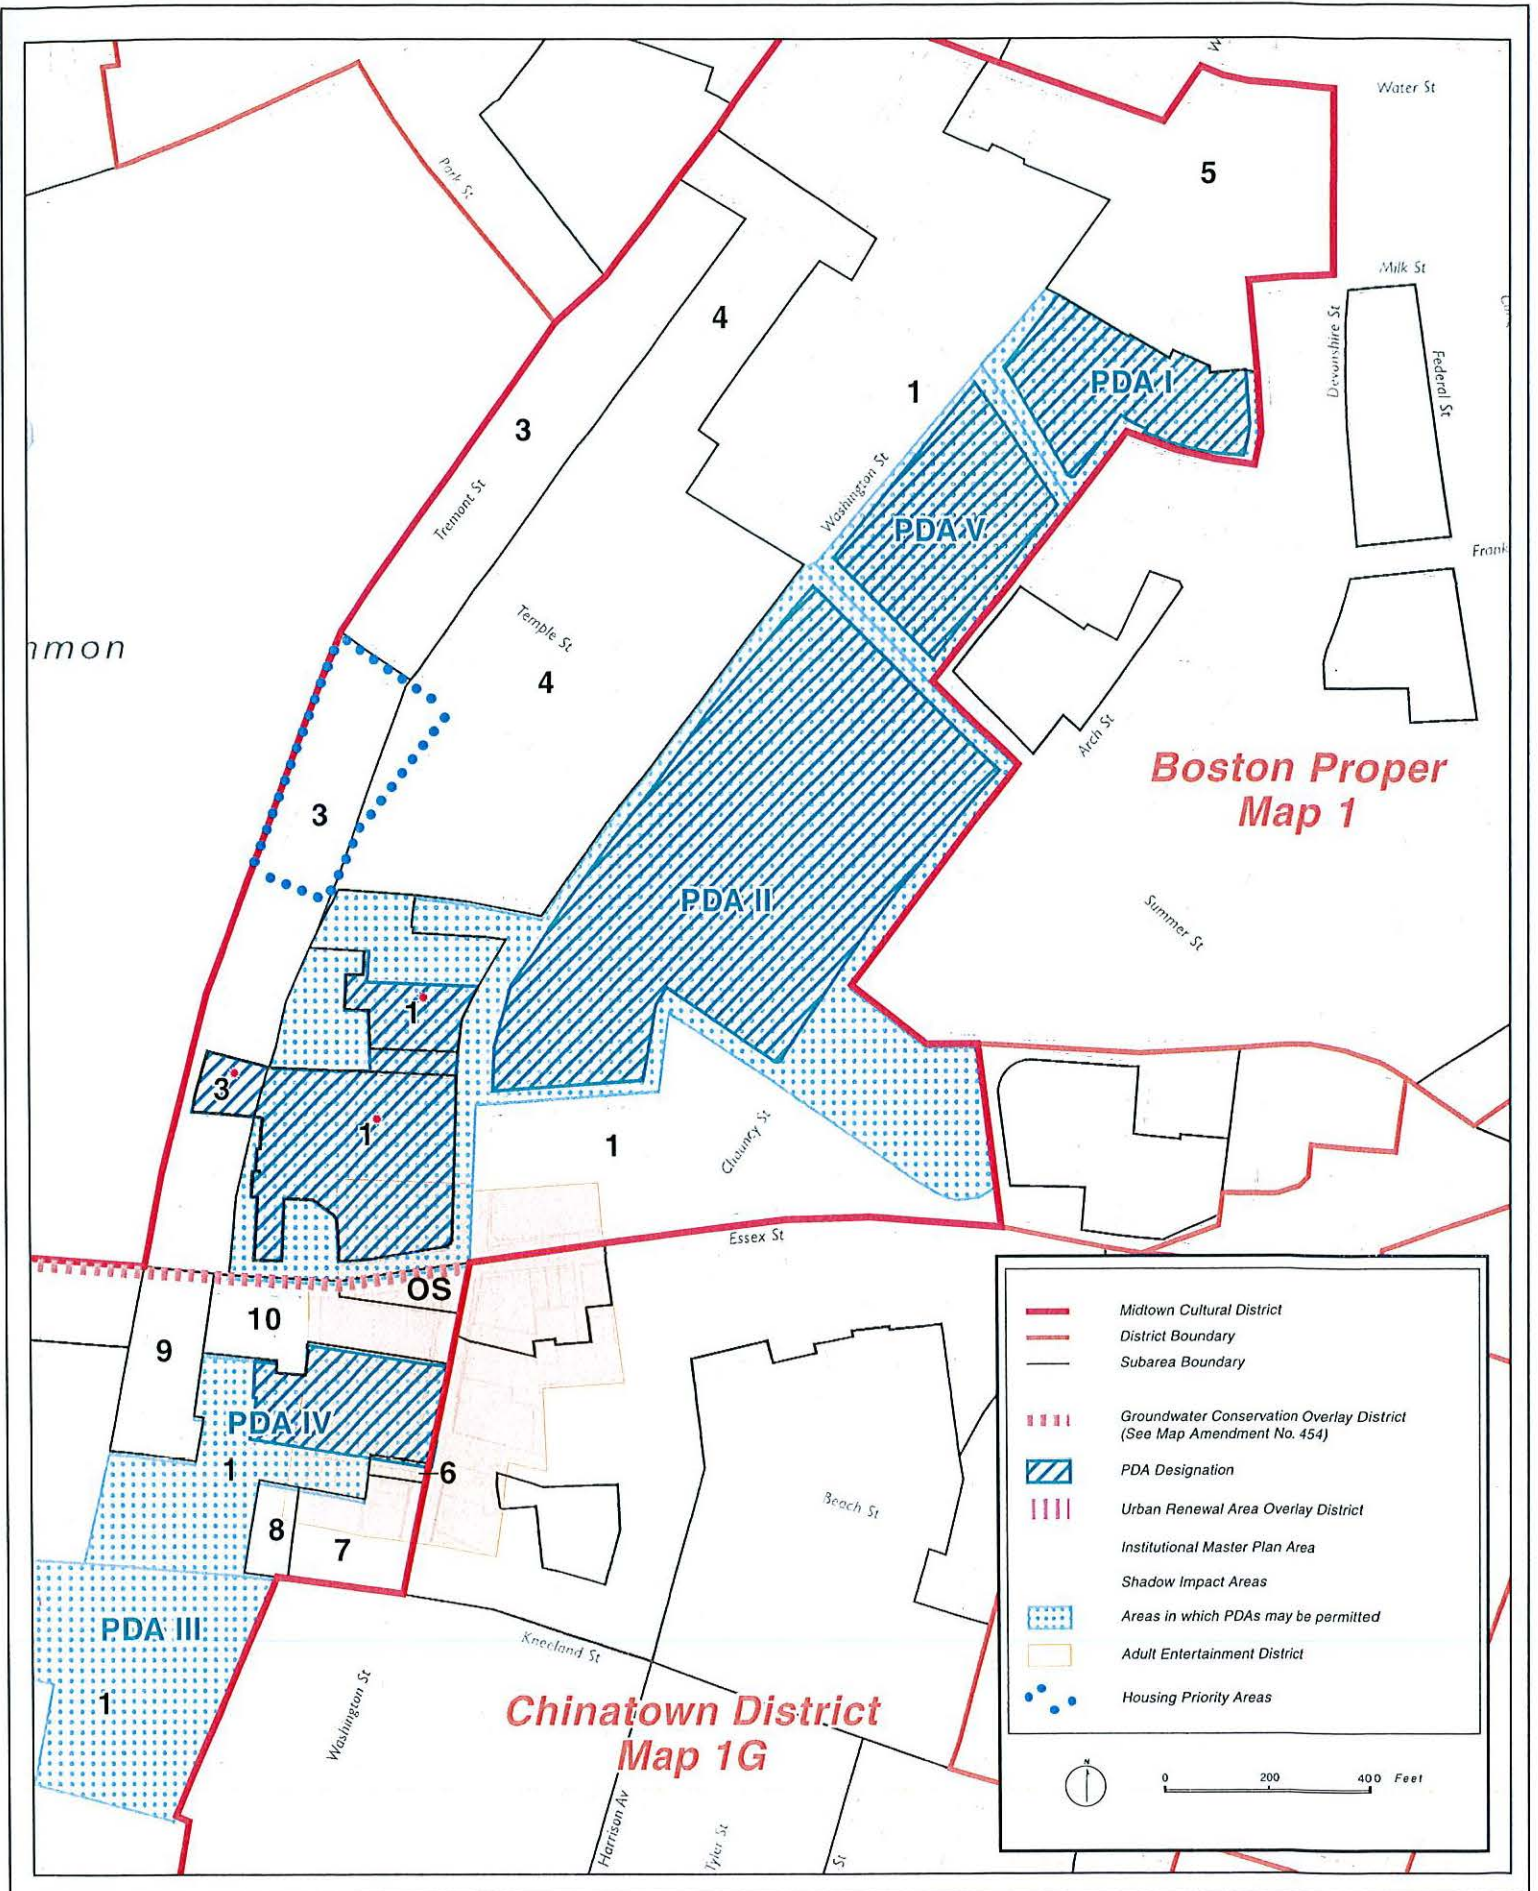 Water St
5
Park St
Milk St
4
Devonshire St
Federal St
PDA I
1
3
Tremont St
Washington St
PDA V
Frank
Temple St
mmon
4
Arch St
Boston Proper
Map 1
3
PDA II
Summer St
1
3
1
1
Chauncy St
Essex St
OS
10
9
PDA IV
1
6
8
7
Beach St
PDA III
1
Kneeland St
Washington St
Chinatown District
Map 1G
Harrison Av
Tyler St
St
Midtown Cultural District
District Boundary
Subarea Boundary
Groundwater Conservation Overlay District
(See Map Amendment No. 454)
PDA Designation
Urban Renewal Area Overlay District
Institutional Master Plan Area
Shadow Impact Areas
Areas in which PDAs may be permitted
Adult Entertainment District
Housing Priority Areas
N
0 200 400 Feet